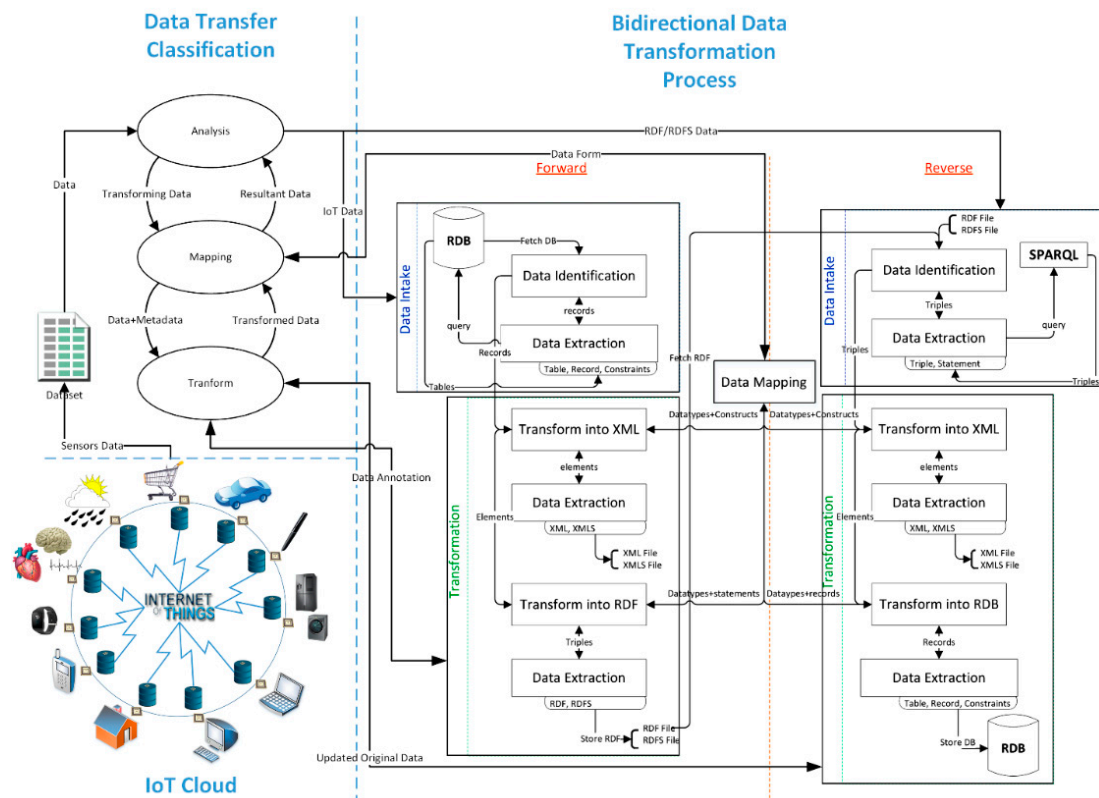 Data Transfer
Classification
Bidirectional Data
Transformation
Process
Analysis
RDF/RDFS Data
Data Form
Forward
Reverse
Data
Transforming Data
Resultant Data
IoT Data
Mapping
Data+Metadata
Transformed Data
Tranform
Dataset
Sensors Data
Data Intake
RDB
Fetch DB
Data Identification
query
records
Records
Data Extraction
Table, Record, Constraints
Tables
Fetch RDF
Data Mapping
Data Intake
RDF File
RDFS File
Data Identification
SPARQL
Triples
query
Data Extraction
Triples
Triple, Statement
Triples
Transformation
Transform into XML
Datatypes+Constructs
Datatypes+Constructs
Transform into XML
elements
Data Extraction
Elements
XML, XMLS
XML File
XMLS File
Transform into RDF
Datatypes+statements
Datatypes+records
Triples
Data Extraction
RDF, RDFS
Store RDF
RDF File
RDFS File
Transformation
elements
Data Extraction
Elements
XML, XMLS
XML File
XMLS File
Transform into RDB
Records
Data Extraction
Table, Record, Constraints
Store DB
RDB
Data Annotation
Updated Original Data
INTERNET
OF THINGS
IoT Cloud